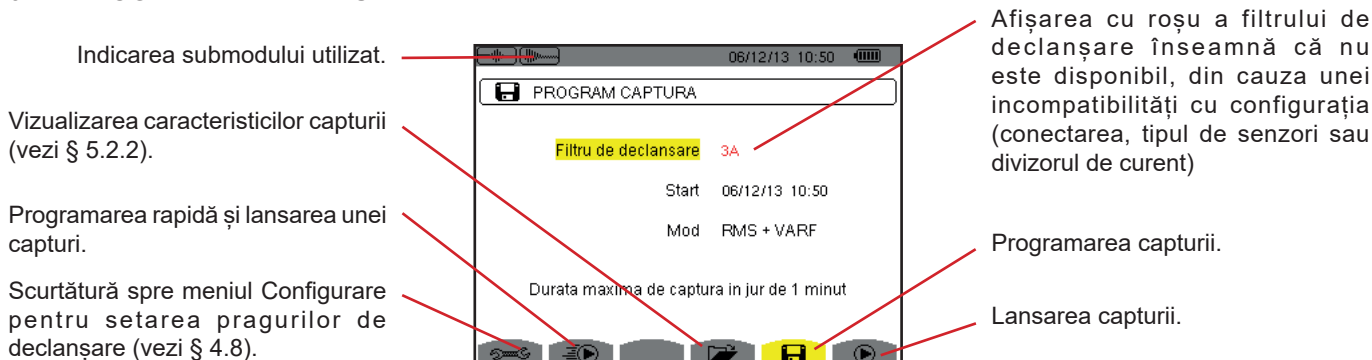 Indicarea submodului utilizat.
Vizualizarea caracteristicilor capturii
(vezi § 5.2.2).
Programarea rapidă și lansarea unei
capturi.
Scurtătură spre meniul Configurare
pentru setarea pragurilor de
declanșare (vezi § 4.8).
06/12/13 10:50
PROGRAM CAPTURA
Filtru de declansare 3A
Start 06/12/13 10:50
Mod RMS + VARF
Durata maxima de captura in jur de 1 minut
Afișarea cu roșu a filtrului de
declanșare înseamnă că nu
este disponibil, din cauza unei
incompatibilități cu configurația
(conectarea, tipul de senzori sau
divizorul de curent)
Programarea capturii.
Lansarea capturii.